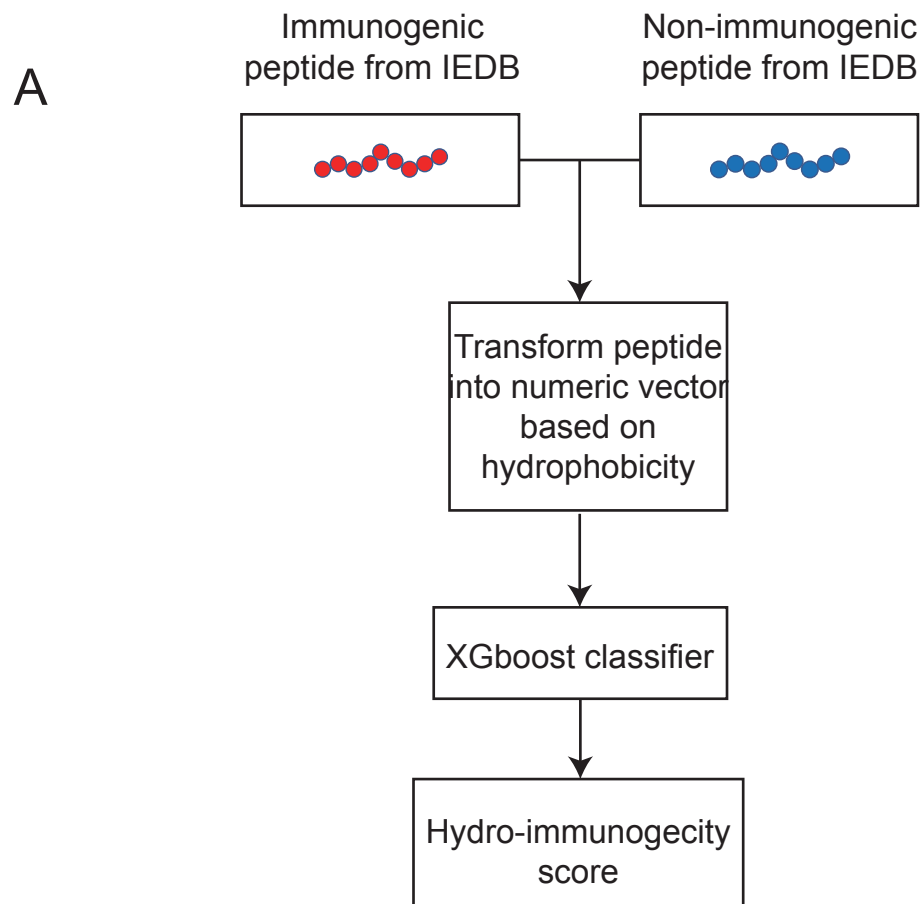 A
Immunogenic
peptide from IEDB
Non-immunogenic
peptide from IEDB
Transform peptide
into numeric vector
based on
hydrophobicity
XGboost classifier
Hydro-immunogecity
score